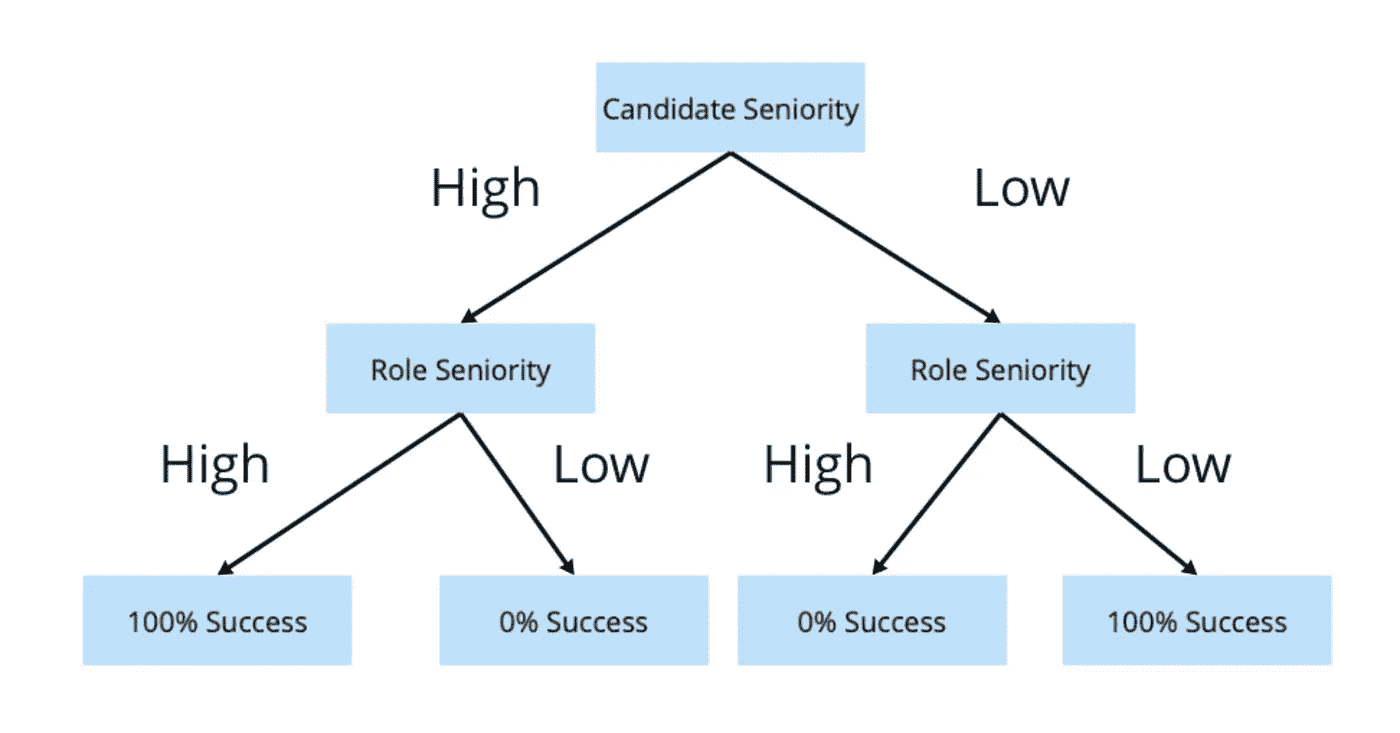 Candidate Seniority
High
Low
Role Seniority
Role Seniority
High
Low
High
Low
100% Success
0% Success
0% Success
100% Success